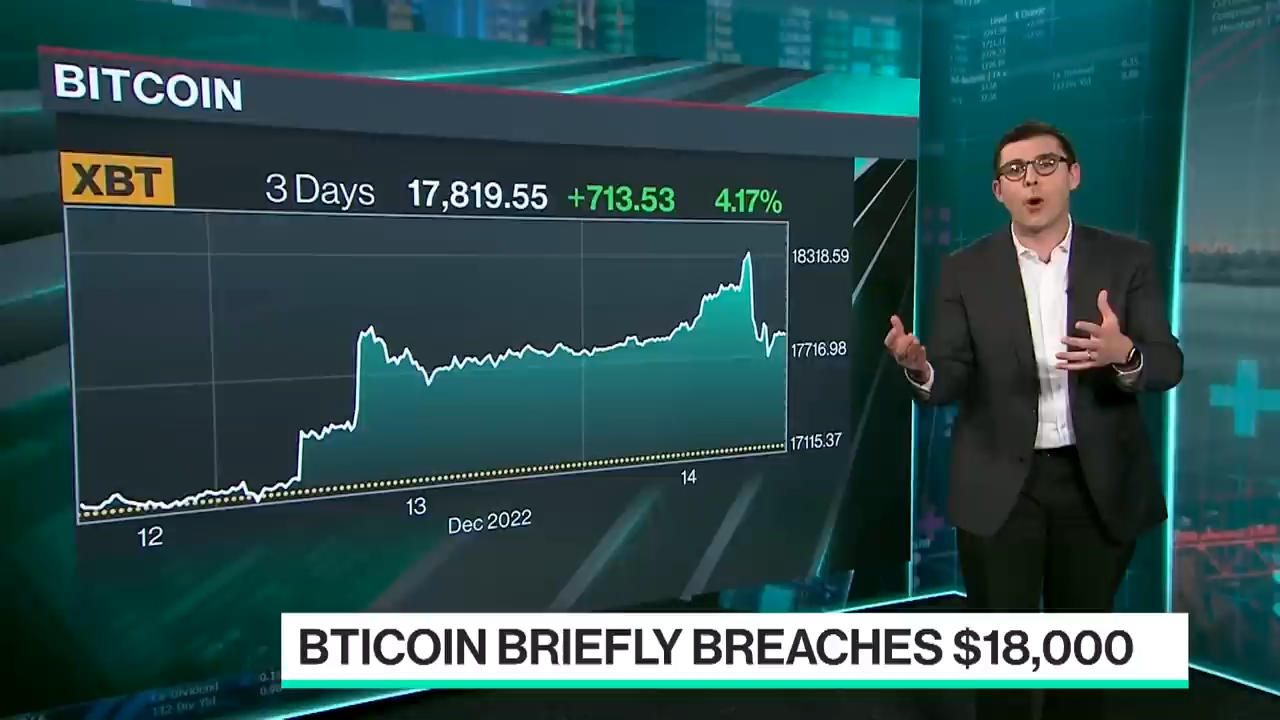 BITCOIN
XBT 3 Days 17,819.55 +713.53 4.17%
18318.59
17716.98
17115.37
12 13 14
Dec 2022
BTICOIN BRIEFLY BREACHES $18,000